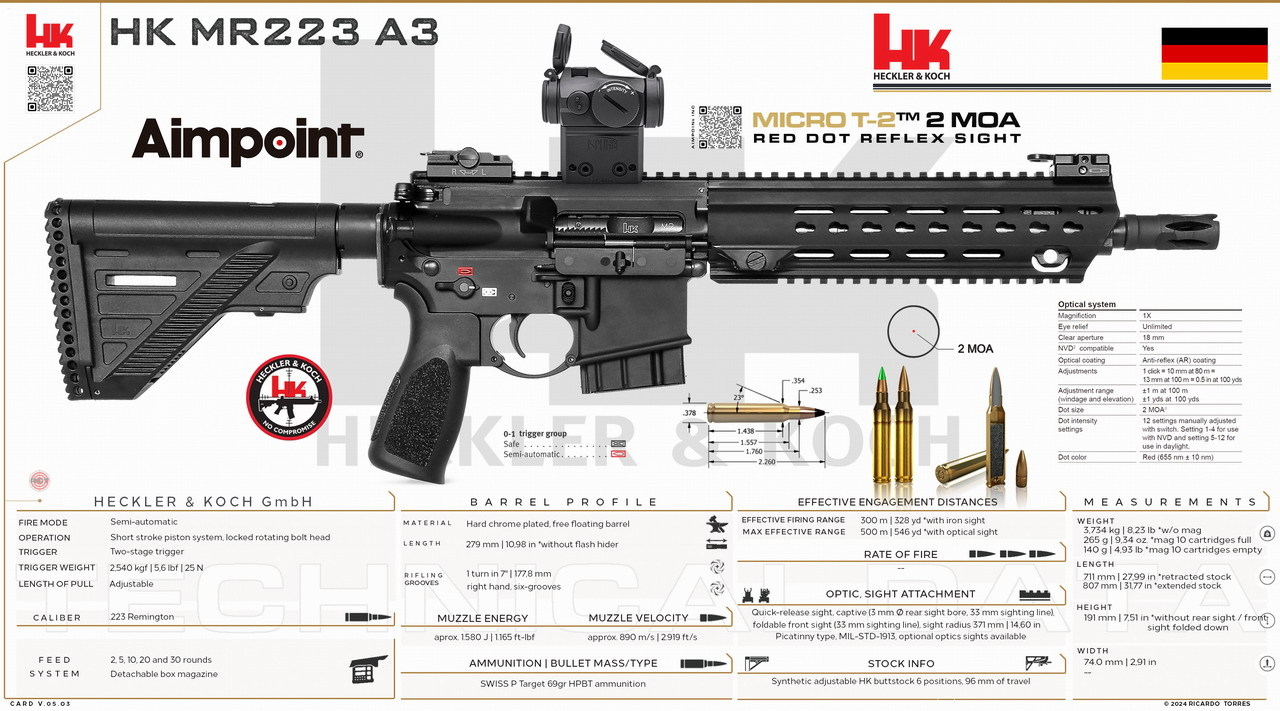 HK
HECKLER & KOCH
HK MR223 A3
HK
HECKLER & KOCH
Aimpoint®
AIMPOINT INC
MICRO T-2™ 2 MOA
RED DOT REFLEX SIGHT
INTENSITY
R L
HK
HECKLER & KOCH
HK
NO COMPROMISE
0-1 trigger group
Safe
Semi-automatic
2 MOA
.354
.253
23°
.378
1.438
1.557
1.760
2.260
HECKLER & KOCH
Optical system
Magnifiction 1X
Eye relief Unlimited
Clear aperture 18 mm
NVD compatible Yes
Optical coating Anti-reflex (AR) coating
Adjustments 1 click = 10 mm at 80 m =
13 mm at 100 m = 0.5 in at 100 yds
Adjustment range ±1 m at 100 m
(windage and elevation) ±1 yds at 100 yds
Dot size 2 MOA
Dot intensity 12 settings manually adjusted
settings with switch. Setting 1-4 for use
with NVD and setting 5-12 for
use in daylight.
Dot color Red (655 nm ± 10 nm)
HECKLER & KOCH GmbH
FIRE MODE Semi-automatic
OPERATION Short stroke piston system, locked rotating bolt head
TRIGGER Two-stage trigger
TRIGGER WEIGHT 2,540 kgf | 5,6 lbf | 25 N
LENGTH OF PULL Adjustable
CALIBER 223 Remington
FEED 2, 5, 10, 20 and 30 rounds
SYSTEM Detachable box magazine
BARREL PROFILE
MATERIAL Hard chrome plated, free floating barrel
LENGTH 279 mm | 10,98 in *without flash hider
RIFLING 1 turn in 7" | 177,8 mm
GROOVES right hand, six-grooves
MUZZLE ENERGY MUZZLE VELOCITY
aprox. 1.580 J | 1.165 ft-lbf approx. 890 m/s | 2.919 ft/s
AMMUNITION | BULLET MASS/TYPE
SWISS P Target 69gr HPBT ammunition
EFFECTIVE ENGAGEMENT DISTANCES
EFFECTIVE FIRING RANGE 300 m | 328 yd *with iron sight
MAX EFFECTIVE RANGE 500 m | 546 yd *with optical sight
RATE OF FIRE
--
OPTIC, SIGHT ATTACHMENT
Quick-release sight, captive (3 mm Ø rear sight bore, 33 mm sighting line),
foldable front sight (33 mm sighting line), sight radius 371 mm | 14,60 in
Picatinny type, MIL-STD-1913, optional optics sights available
STOCK INFO
Synthetic adjustable HK buttstock 6 positions, 96 mm of travel
MEASUREMENTS
WEIGHT
3,734 kg | 8,23 lb *w/o mag
265 g | 9,34 oz. *mag 10 cartridges full
140 g | 4,93 lb *mag 10 cartridges empty
LENGTH
711 mm | 27,99 in *retracted stock
807 mm | 31,77 in *extended stock
HEIGHT
191 mm | 7,51 in *without rear sight / front
sight folded down
WIDTH
74.0 mm | 2,91 in
--
TECHNICAL DATA
CARD V.05.03
© 2024 RICARDO TORRES